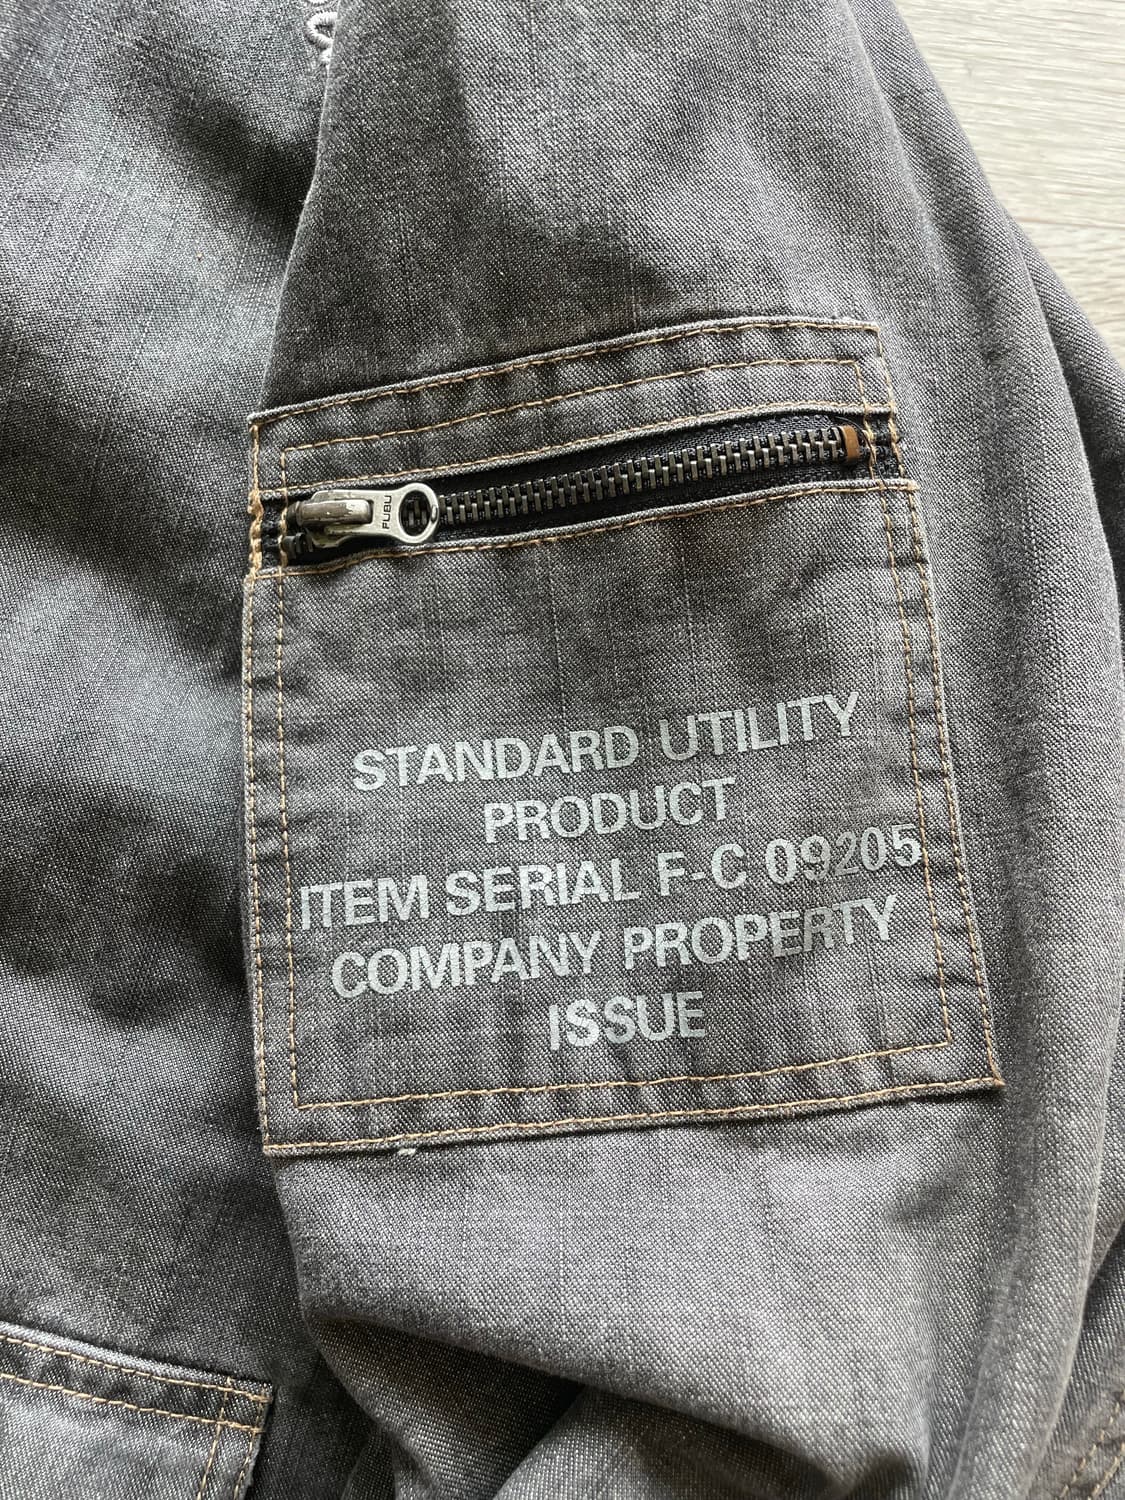 FUBU
STANDARD UTILITY
PRODUCT
ITEM SERIAL F-C 09205
COMPANY PROPERTY
ISSUE